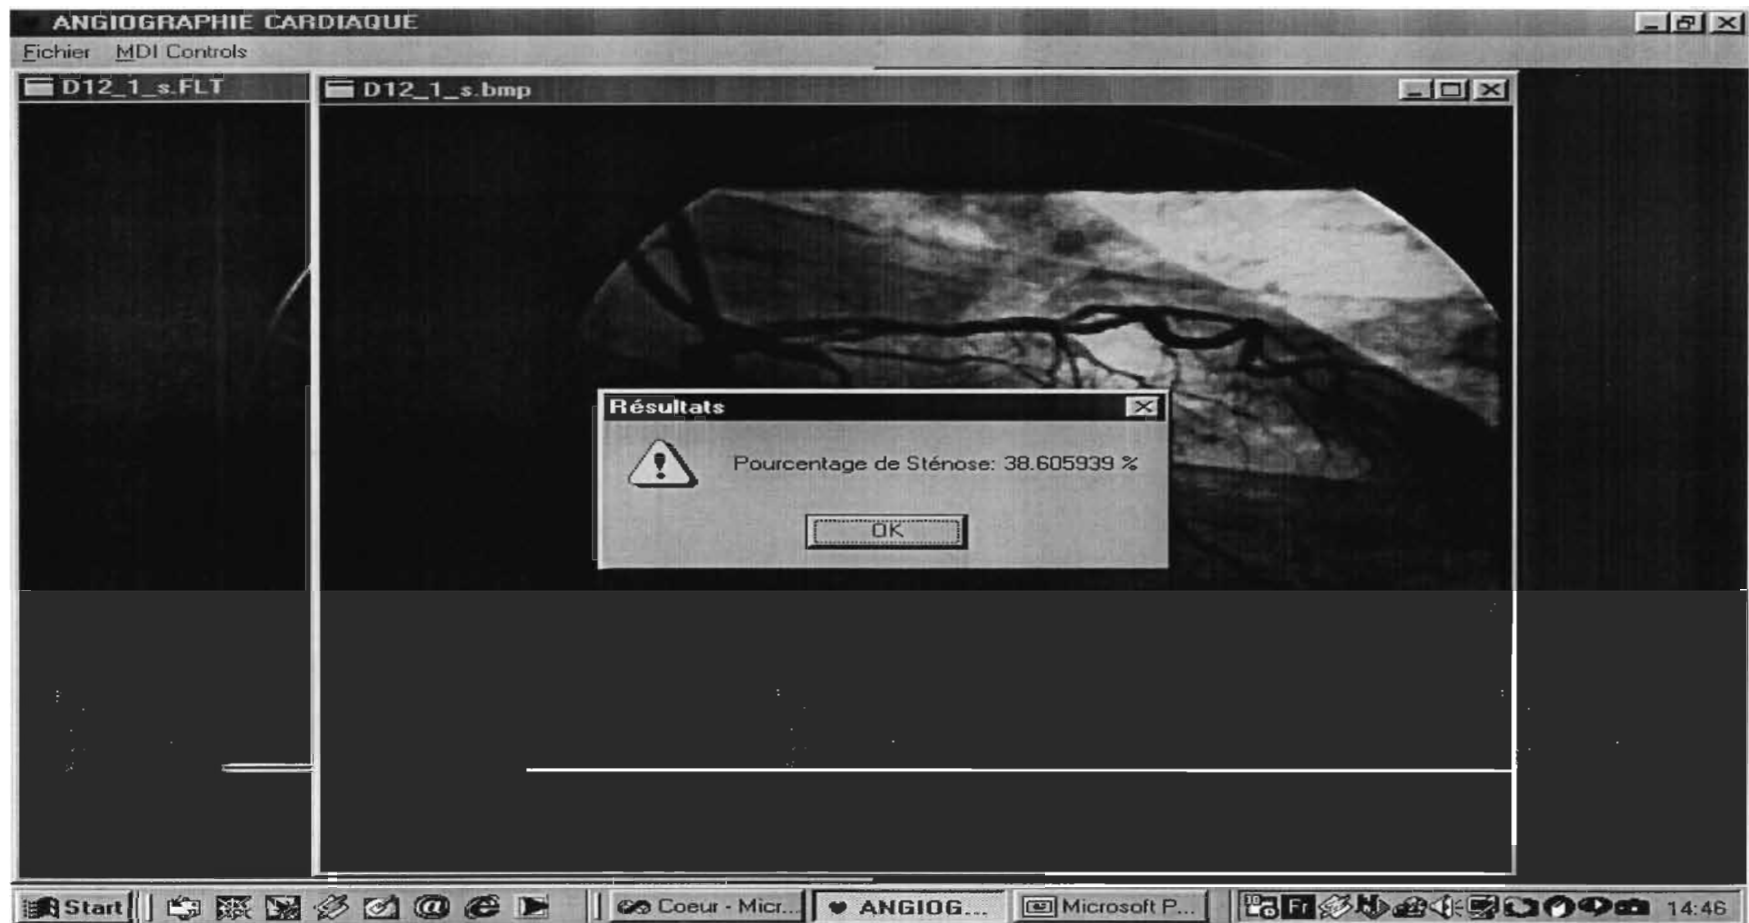 ANGIOGRAPHIE CARDIAQUE
Fichier MDI Controls
D12_1_s.FLT
D12_1_s.bmp
Résultats
Pourcentage de Sténose: 38.605939 %
OK
Start
Coeur - Micr...
ANGIOG...
Microsoft P...
Fr
14:46